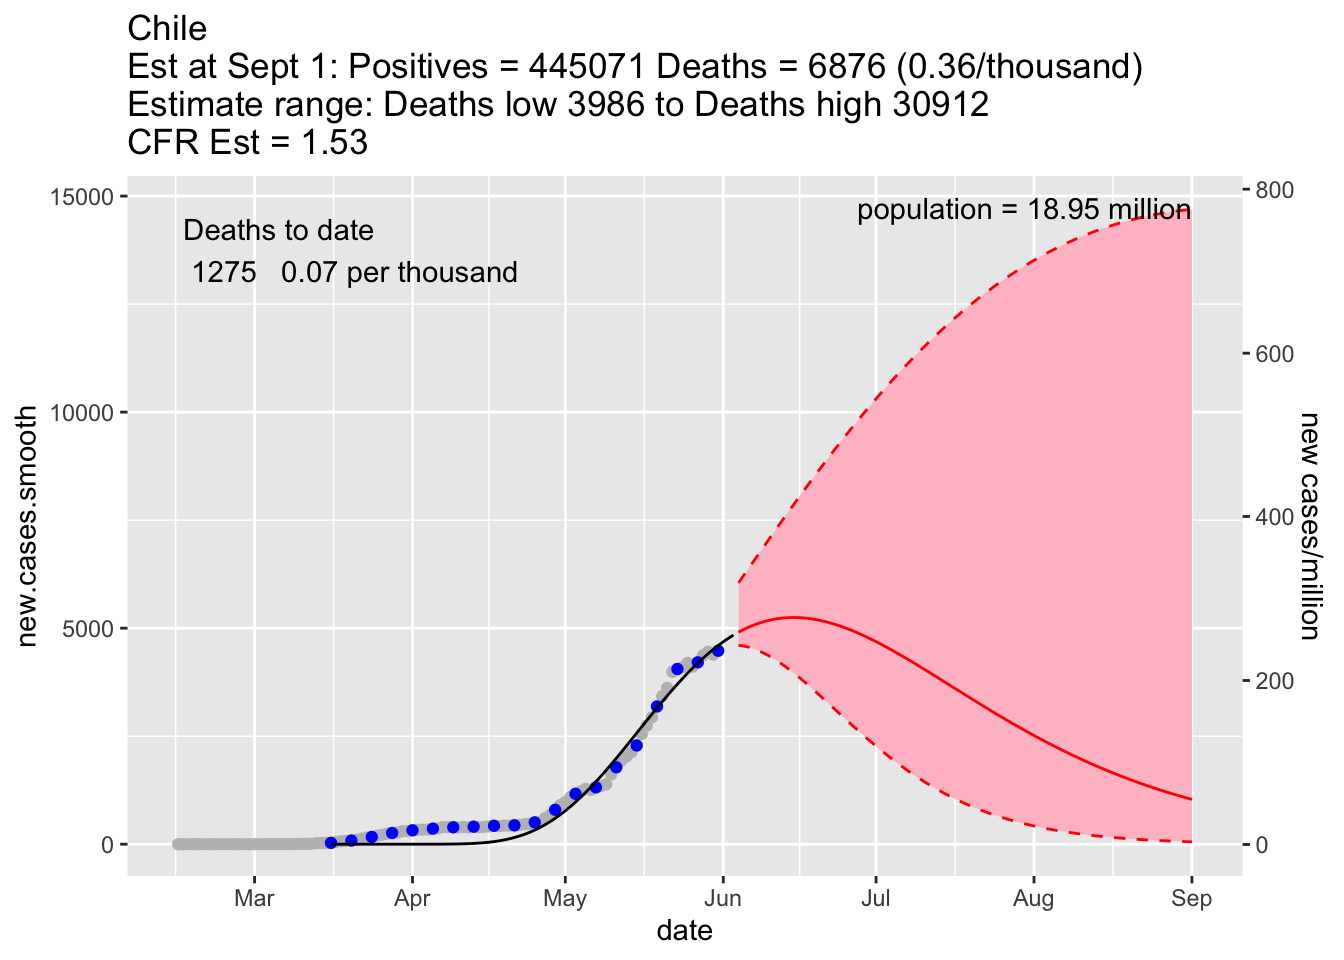 Chile
Est at Sept 1: Positives = 445071 Deaths = 6876 (0.36/thousand)
Estimate range: Deaths low 3986 to Deaths high 30912
CFR Est = 1.53
Deaths to date
1275 0.07 per thousand
population = 18.95 million
new.cases.smooth
15000
10000
5000
0
800
600
400
200
0
new cases/million
Mar Apr May Jun Jul Aug Sep
date